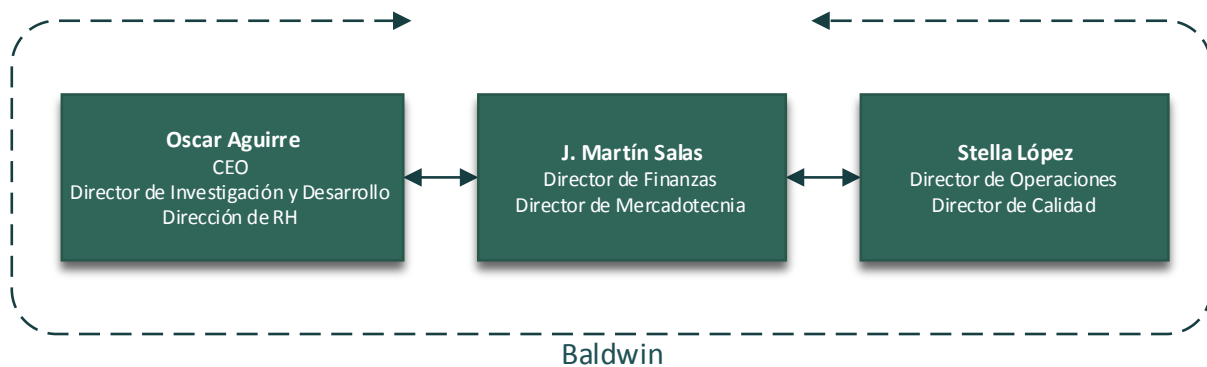 Oscar Aguirre
CEO
Director de Investigación y Desarrollo
Dirección de RH
J. Martín Salas
Director de Finanzas
Director de Mercadotecnia
Stella López
Director de Operaciones
Director de Calidad
Baldwin